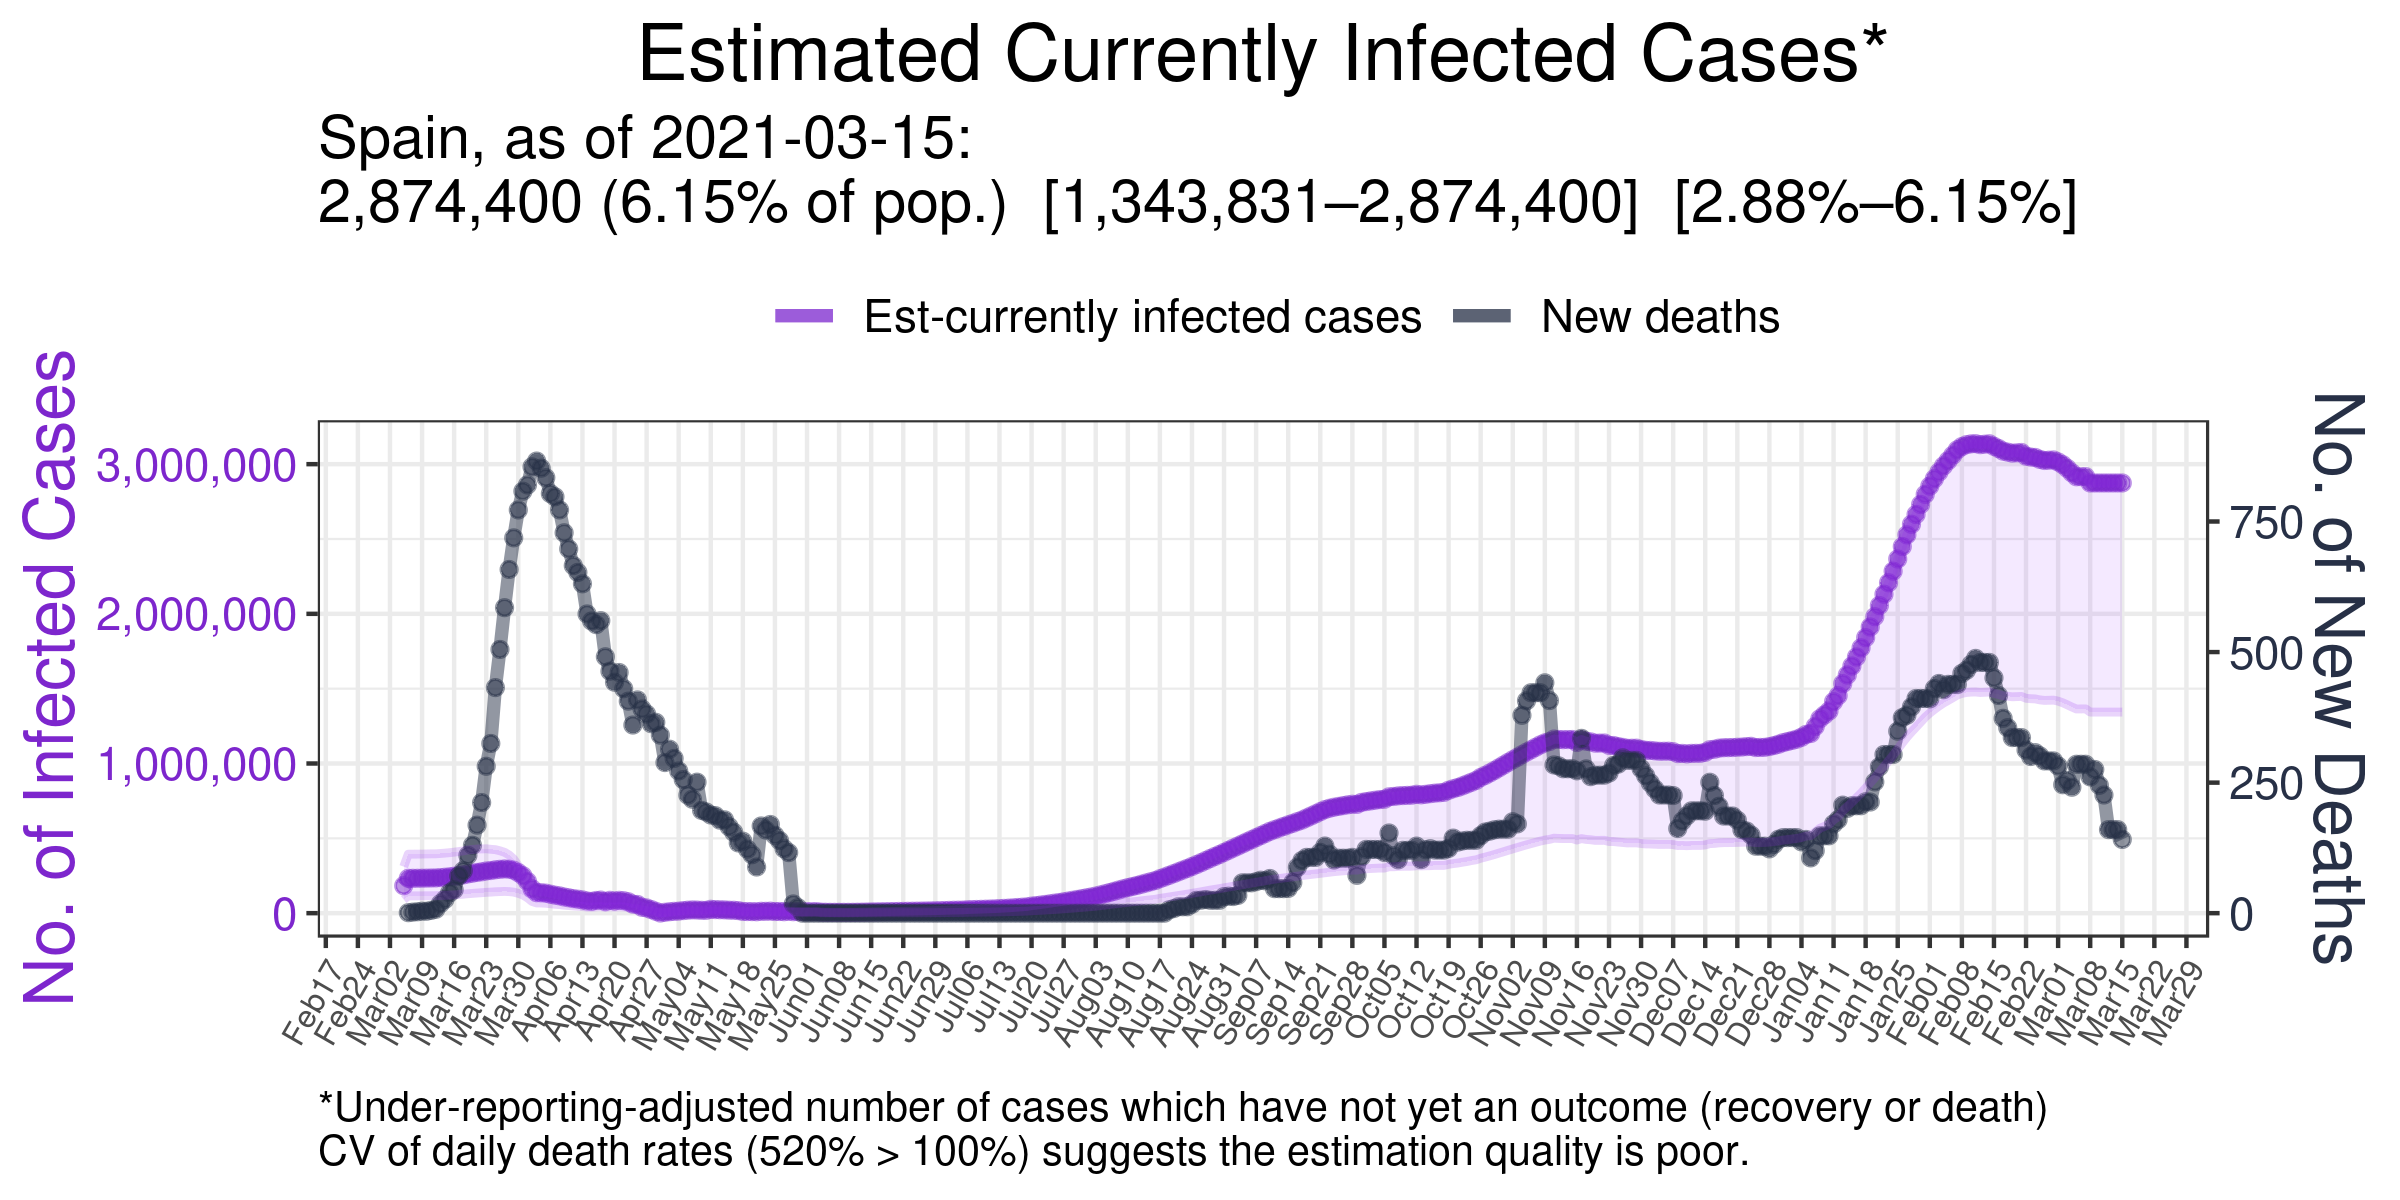 Estimated Currently Infected Cases*
Spain, as of 2021-03-15:
2,874,400 (6.15% of pop.) [1,343,831–2,874,400] [2.88%–6.15%]
Est-currently infected cases
New deaths
No. of Infected Cases
3,000,000
2,000,000
1,000,000
0
No. of New Deaths
750
500
250
0
Feb17
Feb24
Mar02
Mar09
Mar16
Mar23
Mar30
Apr06
Apr13
Apr20
Apr27
May04
May11
May18
May25
Jun01
Jun08
Jun15
Jun22
Jun29
Jul06
Jul13
Jul20
Jul27
Aug03
Aug10
Aug17
Aug24
Aug31
Sep07
Sep14
Sep21
Sep28
Oct05
Oct12
Oct19
Oct26
Nov02
Nov09
Nov16
Nov23
Nov30
Dec07
Dec14
Dec21
Dec28
Jan04
Jan11
Jan18
Jan25
Feb01
Feb08
Feb15
Feb22
Mar01
Mar08
Mar15
Mar22
Mar29
*Under-reporting-adjusted number of cases which have not yet an outcome (recovery or death)
CV of daily death rates (520% > 100%) suggests the estimation quality is poor.